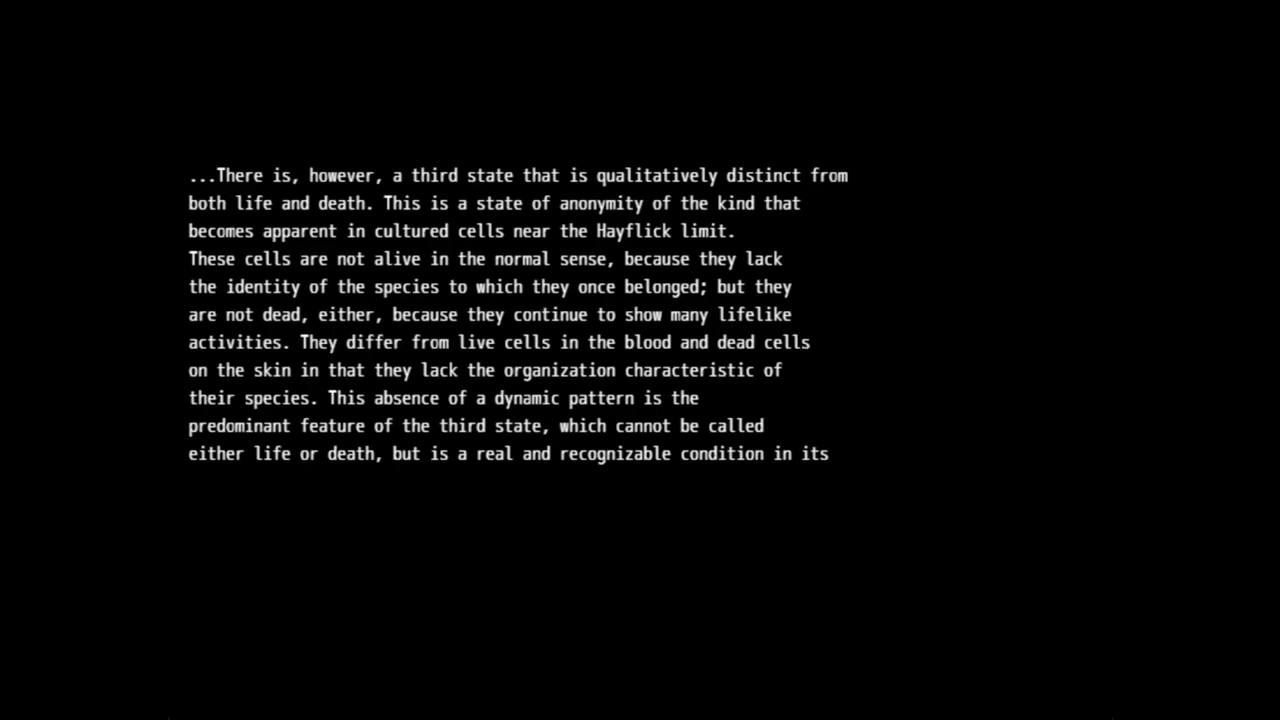 ...There is, however, a third state that is qualitatively distinct from
both life and death. This is a state of anonymity of the kind that
becomes apparent in cultured cells near the Hayflick limit.
These cells are not alive in the normal sense, because they lack
the identity of the species to which they once belonged; but they
are not dead, either, because they continue to show many lifelike
activities. They differ from live cells in the blood and dead cells
on the skin in that they lack the organization characteristic of
their species. This absence of a dynamic pattern is the
predominant feature of the third state, which cannot be called
either life or death, but is a real and recognizable condition in its